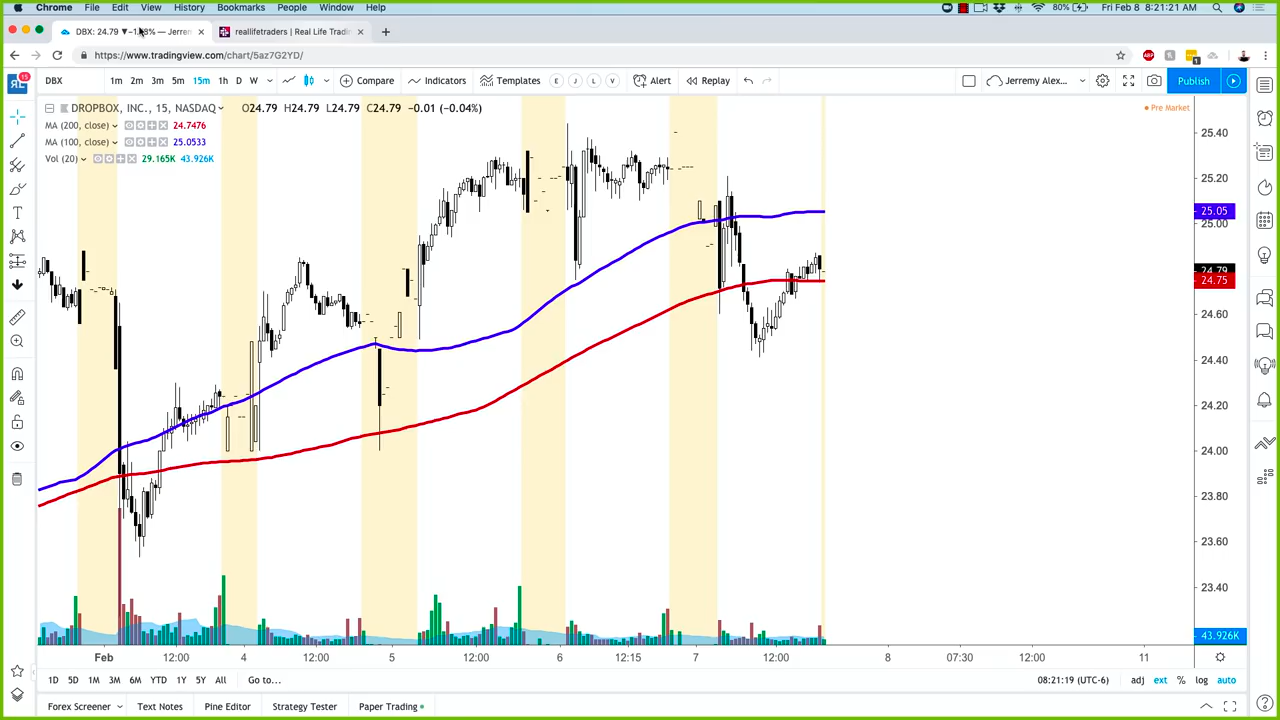 Chrome File Edit View History Bookmarks People Window Help 80% Fri Feb 8 8:21:21 AM
DBX: 24.79 — Jerren reallifetraders | Real Life Tradi
https://www.tradingview.com/chart/5az7G2YD/
15 DBX 1m 2m 3m 5m 15m 1h D W Compare Indicators Templates E J L V Alert Replay Jeremy Alex... Publish
DROPBOX, INC., 15, NASDAQ O24.79 H24.79 L24.79 C24.79 −0.01 (−0.04%) Pre Market
MA (200, close) 24.7476
MA (100, close) 25.0533
Vol (20) 29.165K 43.926K
25.40
25.20
25.05
25.00
24.79
24.75
24.60
24.40
24.20
24.00
23.80
23.60
23.40
43.926K
Feb 12:00 4 12:00 5 12:00 6 12:15 7 12:00 8 07:30 12:00 11
1D 5D 1M 3M 6M YTD 1Y 5Y All Go to... 08:21:19 (UTC-6) adj ext % log auto
Forex Screener Text Notes Pine Editor Strategy Tester Paper Trading